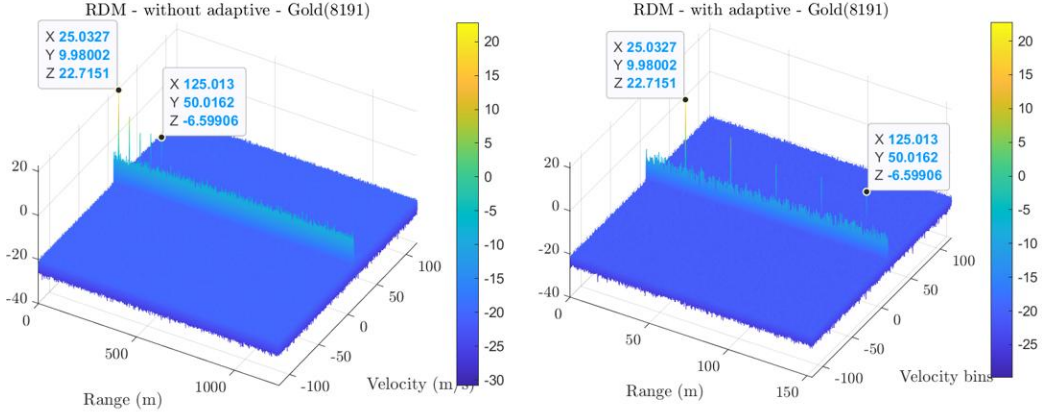 RDM - without adaptive - Gold(8191)
X 25.0327
Y 9.98002
Z 22.7151
X 125.013
Y 50.0162
Z -6.59906
20
0
-20
-40
0
500
1000
Range (m)
-100
-50
0
50
100
Velocity (m/s)
20
15
10
5
0
-5
-10
-15
-20
-25
-30
RDM - with adaptive - Gold(8191)
X 25.0327
Y 9.98002
Z 22.7151
X 125.013
Y 50.0162
Z -6.59906
20
0
-20
-40
0
50
100
150
Range (m)
-100
-50
0
50
100
Velocity bins
20
15
10
5
0
-5
-10
-15
-20
-25